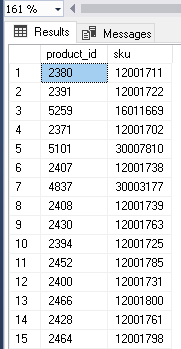 161 %
Results Messages
product_id sku
1 2380 12001711
2 2391 12001722
3 5259 16011669
4 2371 12001702
5 5101 30007810
6 2407 12001738
7 4837 30003177
8 2408 12001739
9 2430 12001763
10 2394 12001725
11 2452 12001785
12 2400 12001731
13 2466 12001800
14 2428 12001761
15 2464 12001798